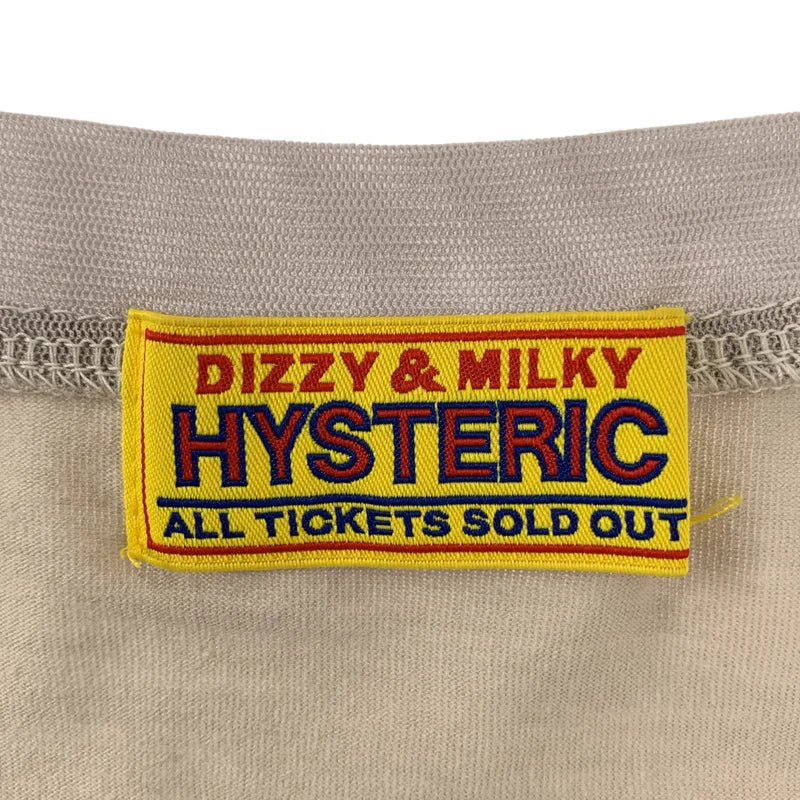 DIZZY & MILKY
HYSTERIC
ALL TICKETS SOLD OUT